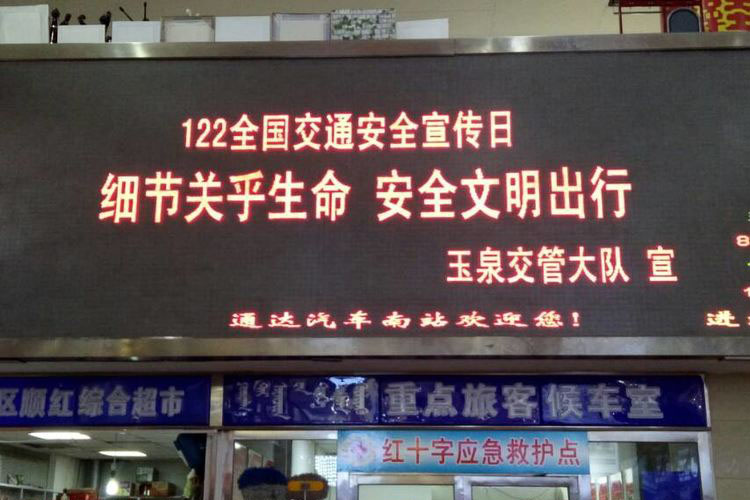 122全国交通安全宣传日
细节关乎生命 安全文明出行
玉泉交管大队 宣
8
通达汽车南站欢迎您！ 进
区顺红综合超市
重点旅客候车室
红十字应急救护点